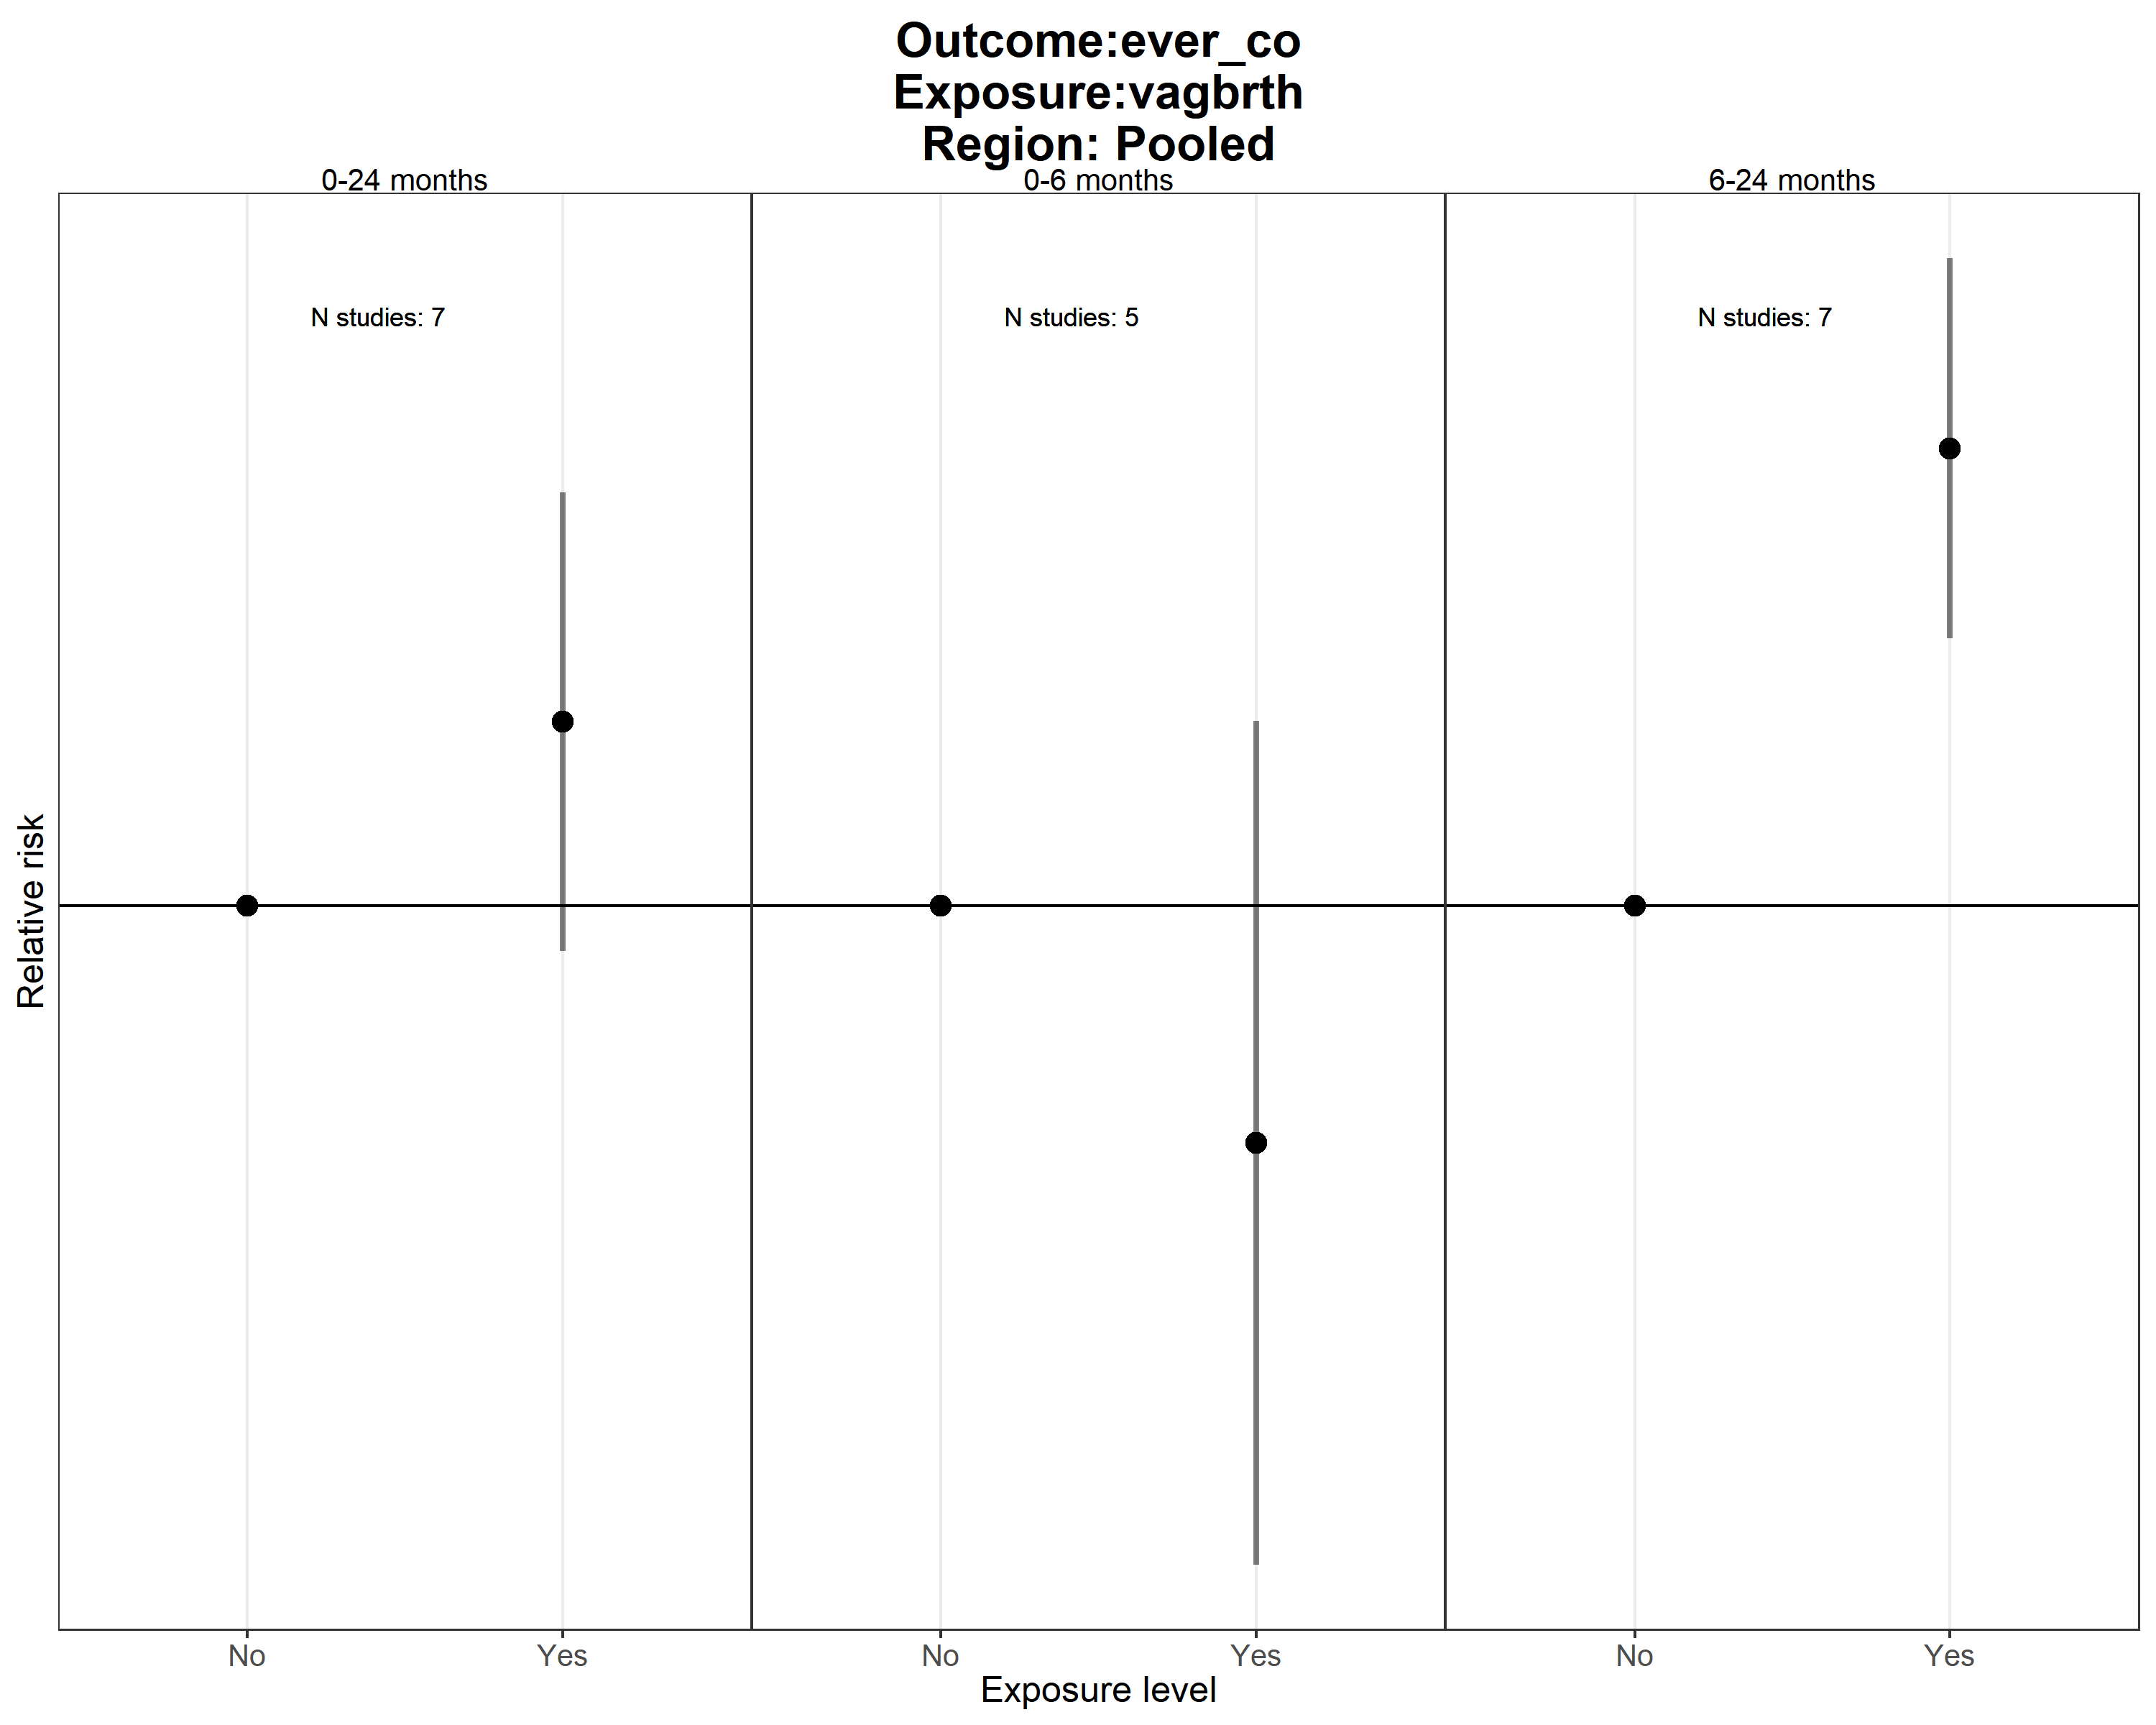 Outcome:ever_co
Exposure:vagbrth
Region: Pooled
0-24 months
0-6 months
6-24 months
N studies: 7
N studies: 5
N studies: 7
Relative risk
No
Yes
No
Yes
No
Yes
Exposure level